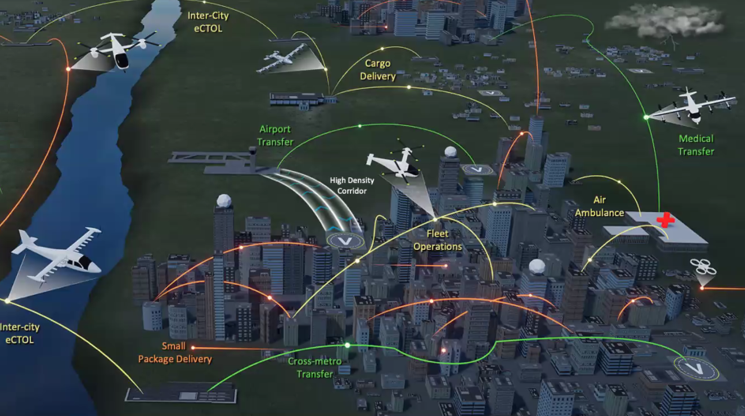 Inter-City
eCTOL
Cargo
Delivery
Airport
Transfer
Medical
Transfer
High Density
Corridor
V
Air
Ambulance
V
Fleet
Operations
Inter-city
eCTOL
Small
Package Delivery
Cross-metro
Transfer
V